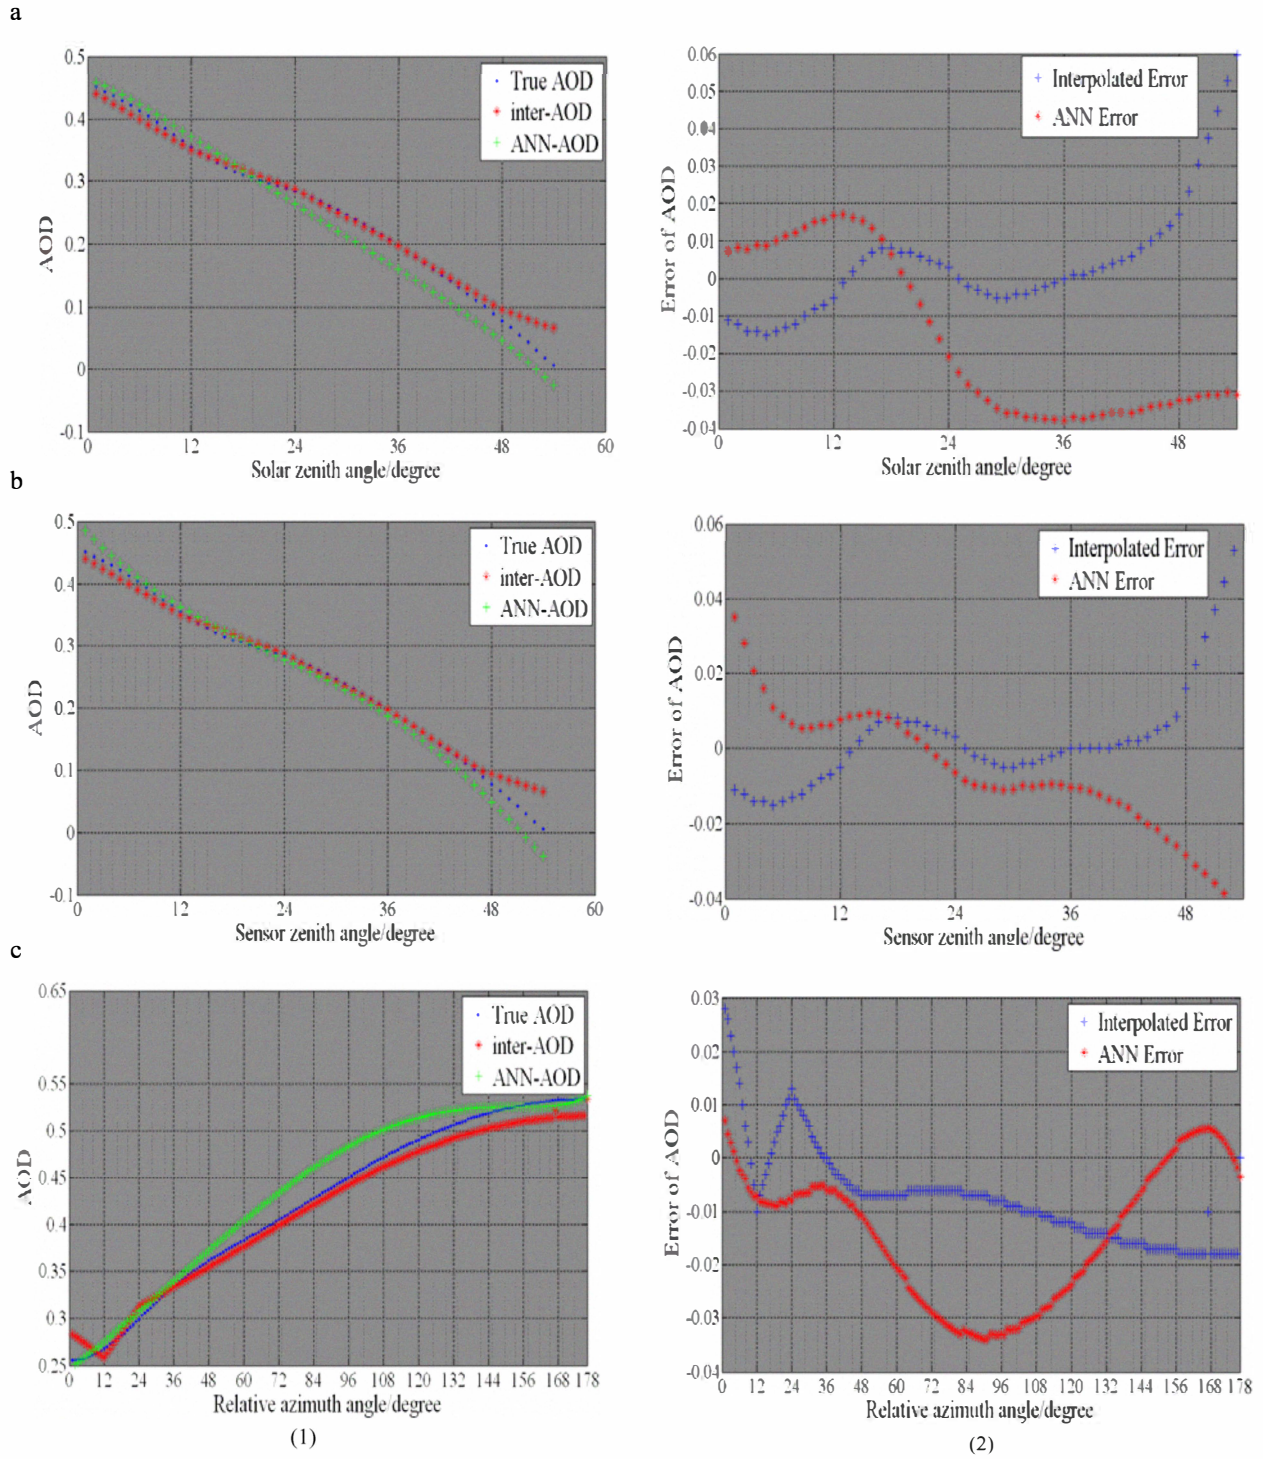 a
0.5
0.4
0.3
0.2
0.1
0
-0.1
AOD
True AOD
inter-AOD
ANN-AOD
0 12 24 36 48 60
Solar zenith angle/degree
0.06
0.05
0.04
0.03
0.02
0.01
0
-0.01
-0.02
-0.03
-0.04
Error of AOD
Interpolated Error
ANN Error
0 12 24 36 48
Solar zenith angle/degree
b
0.5
0.4
0.3
0.2
0.1
0
-0.1
AOD
True AOD
inter-AOD
ANN-AOD
0 12 24 36 48 60
Sensor zenith angle/degree
0.06
0.04
0.02
0
-0.02
-0.04
Error of AOD
Interpolated Error
ANN Error
0 12 24 36 48
Sensor zenith angle/degree
c
0.65
0.55
0.5
0.45
0.4
0.35
0.3
0.25
AOD
True AOD
inter-AOD
ANN-AOD
0 12 24 36 48 60 72 84 96 108 120 132 144 156 168 178
Relative azimuth angle/degree
(1)
0.03
0.02
0.01
0
-0.01
-0.02
-0.03
-0.04
Error of AOD
Interpolated Error
ANN Error
0 12 24 36 48 60 72 84 96 108 120 132 144 156 168 178
Relative azimuth angle/degree
(2)